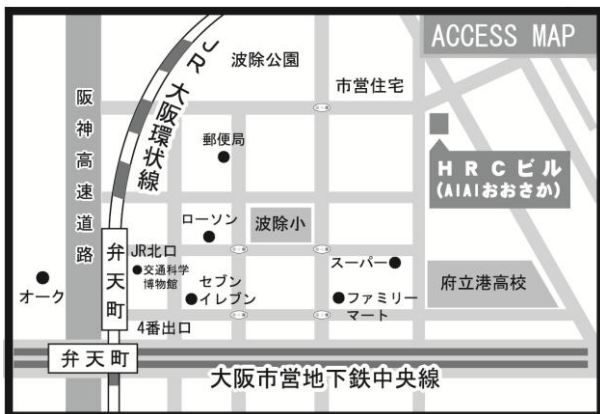 ACCESS MAP
JR 大阪環状線
波除公園
市営住宅
阪神高速道路
郵便局
HRCビル
(AIAIおおさか)
ローソン
波除小
弁天町
JR北口
交通科学
博物館
スーパー
府立港高校
オーク
セブン
イレブン
ファミリー
マート
4番出口
弁天町
大阪市営地下鉄中央線